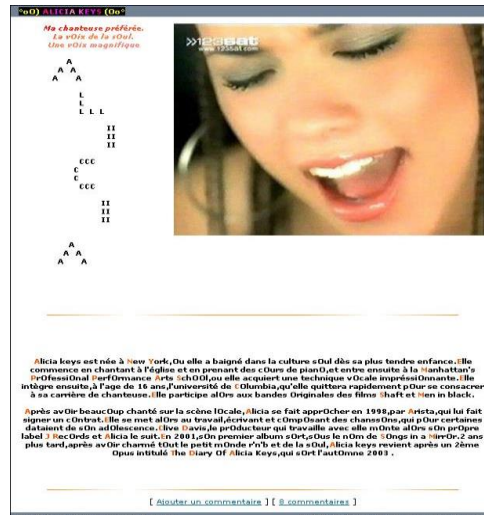 *oO) ALICIA KEYS (Oo*
Ma chanteuse préférée.
La vOix de la sOul.
Une vOix magnifique
A
A A
A A
L
L
L L L
II
II
II
CCC
C
C
CCC
II
II
II
A
A A
A A
))123sat
www.123SAT.com
Alicia keys est née à New York,Ou elle a baigné dans la culture sOul dès sa plus tendre enfance.Elle
commence en chantant à l'église et en prenant des cOurs de pianO,et entre ensuite à la Manhattan's
PrOfessiOnal PerfOrmance Arts SchOOl,ou elle acquiert une technique vOcale impréssiOnnante.Elle
intègre ensuite,à l'age de 16 ans,l'université de COlumbia,qu'elle quittera rapidement pOur se consacrer
à sa carrière de chanteuse.Elle participe alOrs aux bandes Originales des films Shaft et Men in black.
Après avOir beaucOup chanté sur la scène lOcale,Alicia se fait apprOcher en 1998,par Arista,qui lui fait
signer un cOntrat.Elle se met alOrs au travail,écrivant et cOmpOsant des chanssOns,qui pOur certaines
dataient de sOn adOlescence.Clive Davis,le prOducteur qui travaille avec elle mOnte alOrs sOn prOpre
label J RecOrds et Alicia le suit.En 2001,sOn premier album sOrt,sOus le nOm de SOngs in a MirrOr.2 ans
plus tard,après avOir charmé tOut le petit mOnde r'n'b et de la sOul,Alicia keys revient après un 2ème
Opus intitulé The Diary Of Alicia Keys,qui sOrt l'autOmne 2003 .
[ Ajouter un commentaire ] [ 8 commentaires ]